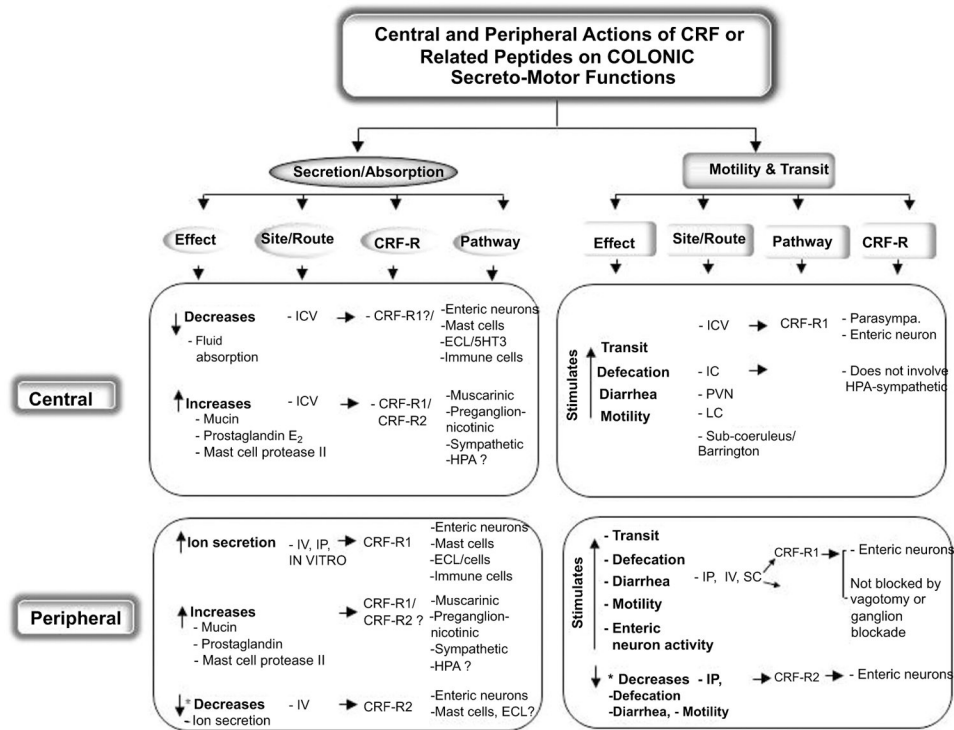 Central and Peripheral Actions of CRF or
Related Peptides on COLONIC
Secreto-Motor Functions
Secretion/Absorption
Motility & Transit
Effect
Site/Route
CRF-R
Pathway
Effect
Site/Route
Pathway
CRF-R
Central
Decreases
- Fluid
absorption
- ICV
- CRF-R1?/
-Enteric neurons
-Mast cells
-ECL/5HT3
-Immune cells
Increases
- Mucin
- Prostaglandin E2
- Mast cell protease II
- ICV
- CRF-R1/
CRF-R2
-Muscarinic
-Preganglion-
nicotinic
-Sympathetic
-HPA ?
Stimulates
Transit
Defecation
Diarrhea
Motility
- ICV
- IC
- PVN
- LC
- Sub-coeruleus/
Barrington
CRF-R1
- Parasympa.
- Enteric neuron
- Does not involve
HPA-sympathetic
Peripheral
Ion secretion
- IV, IP,
IN VITRO
CRF-R1
-Enteric neurons
-Mast cells
-ECL/cells
-Immune cells
Increases
- Mucin
- Prostaglandin
- Mast cell protease II
CRF-R1/
CRF-R2 ?
-Muscarinic
-Preganglion-
nicotinic
-Sympathetic
-HPA ?
* Decreases
- Ion secretion
- IV
CRF-R2
-Enteric neurons
-Mast cells, ECL?
Stimulates
- Transit
- Defecation
- Diarrhea
- Motility
- Enteric
neuron activity
- IP, IV, SC
CRF-R1
- Enteric neurons
Not blocked by
- vagotomy or
ganglion
blockade
* Decreases - IP,
-Defecation
-Diarrhea, - Motility
CRF-R2
- Enteric neurons